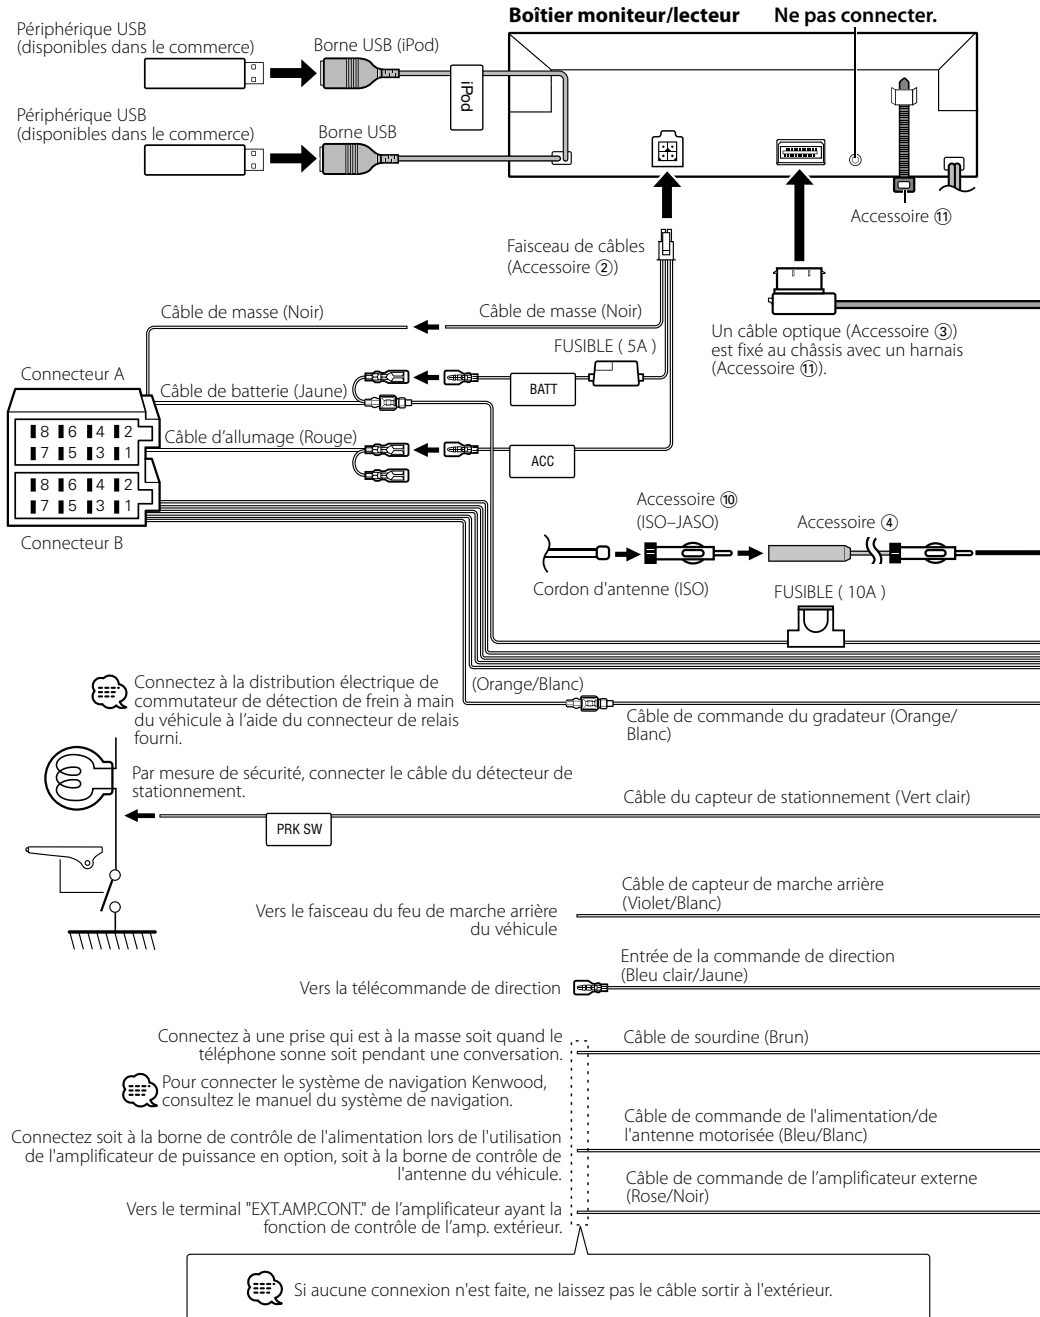 Boîtier moniteur/lecteur
Ne pas connecter.
Périphérique USB
(disponibles dans le commerce)
Borne USB (iPod)
iPod
Périphérique USB
(disponibles dans le commerce)
Borne USB
Accessoire ⑪
Faisceau de câbles
(Accessoire ②)
Câble de masse (Noir)
Câble de masse (Noir)
Un câble optique (Accessoire ③)
est fixé au châssis avec un harnais
(Accessoire ⑪).
FUSIBLE ( 5A )
Connecteur A
Câble de batterie (Jaune)
BATT
8 6 4 2
7 5 3 1
Câble d'allumage (Rouge)
ACC
8 6 4 2
7 5 3 1
Connecteur B
Accessoire ⑩
(ISO–JASO)
Accessoire ④
Cordon d'antenne (ISO)
FUSIBLE ( 10A )
Connectez à la distribution électrique de
commutateur de détection de frein à main
du véhicule à l'aide du connecteur de relais
fourni.
(Orange/Blanc)
Câble de commande du gradateur (Orange/
Blanc)
Par mesure de sécurité, connecter le câble du détecteur de
stationnement.
Câble du capteur de stationnement (Vert clair)
PRK SW
Câble de capteur de marche arrière
(Violet/Blanc)
Vers le faisceau du feu de marche arrière
du véhicule
Entrée de la commande de direction
(Bleu clair/Jaune)
Vers la télécommande de direction
Connectez à une prise qui est à la masse soit quand le
téléphone sonne soit pendant une conversation.
Câble de sourdine (Brun)
Pour connecter le système de navigation Kenwood,
consultez le manuel du système de navigation.
Câble de commande de l'alimentation/de
l'antenne motorisée (Bleu/Blanc)
Connectez soit à la borne de contrôle de l'alimentation lors de l'utilisation
de l'amplificateur de puissance en option, soit à la borne de contrôle de
l'antenne du véhicule.
Câble de commande de l'amplificateur externe
(Rose/Noir)
Vers le terminal "EXT.AMP.CONT." de l'amplificateur ayant la
fonction de contrôle de l'amp. extérieur.
Si aucune connexion n'est faite, ne laissez pas le câble sortir à l'extérieur.